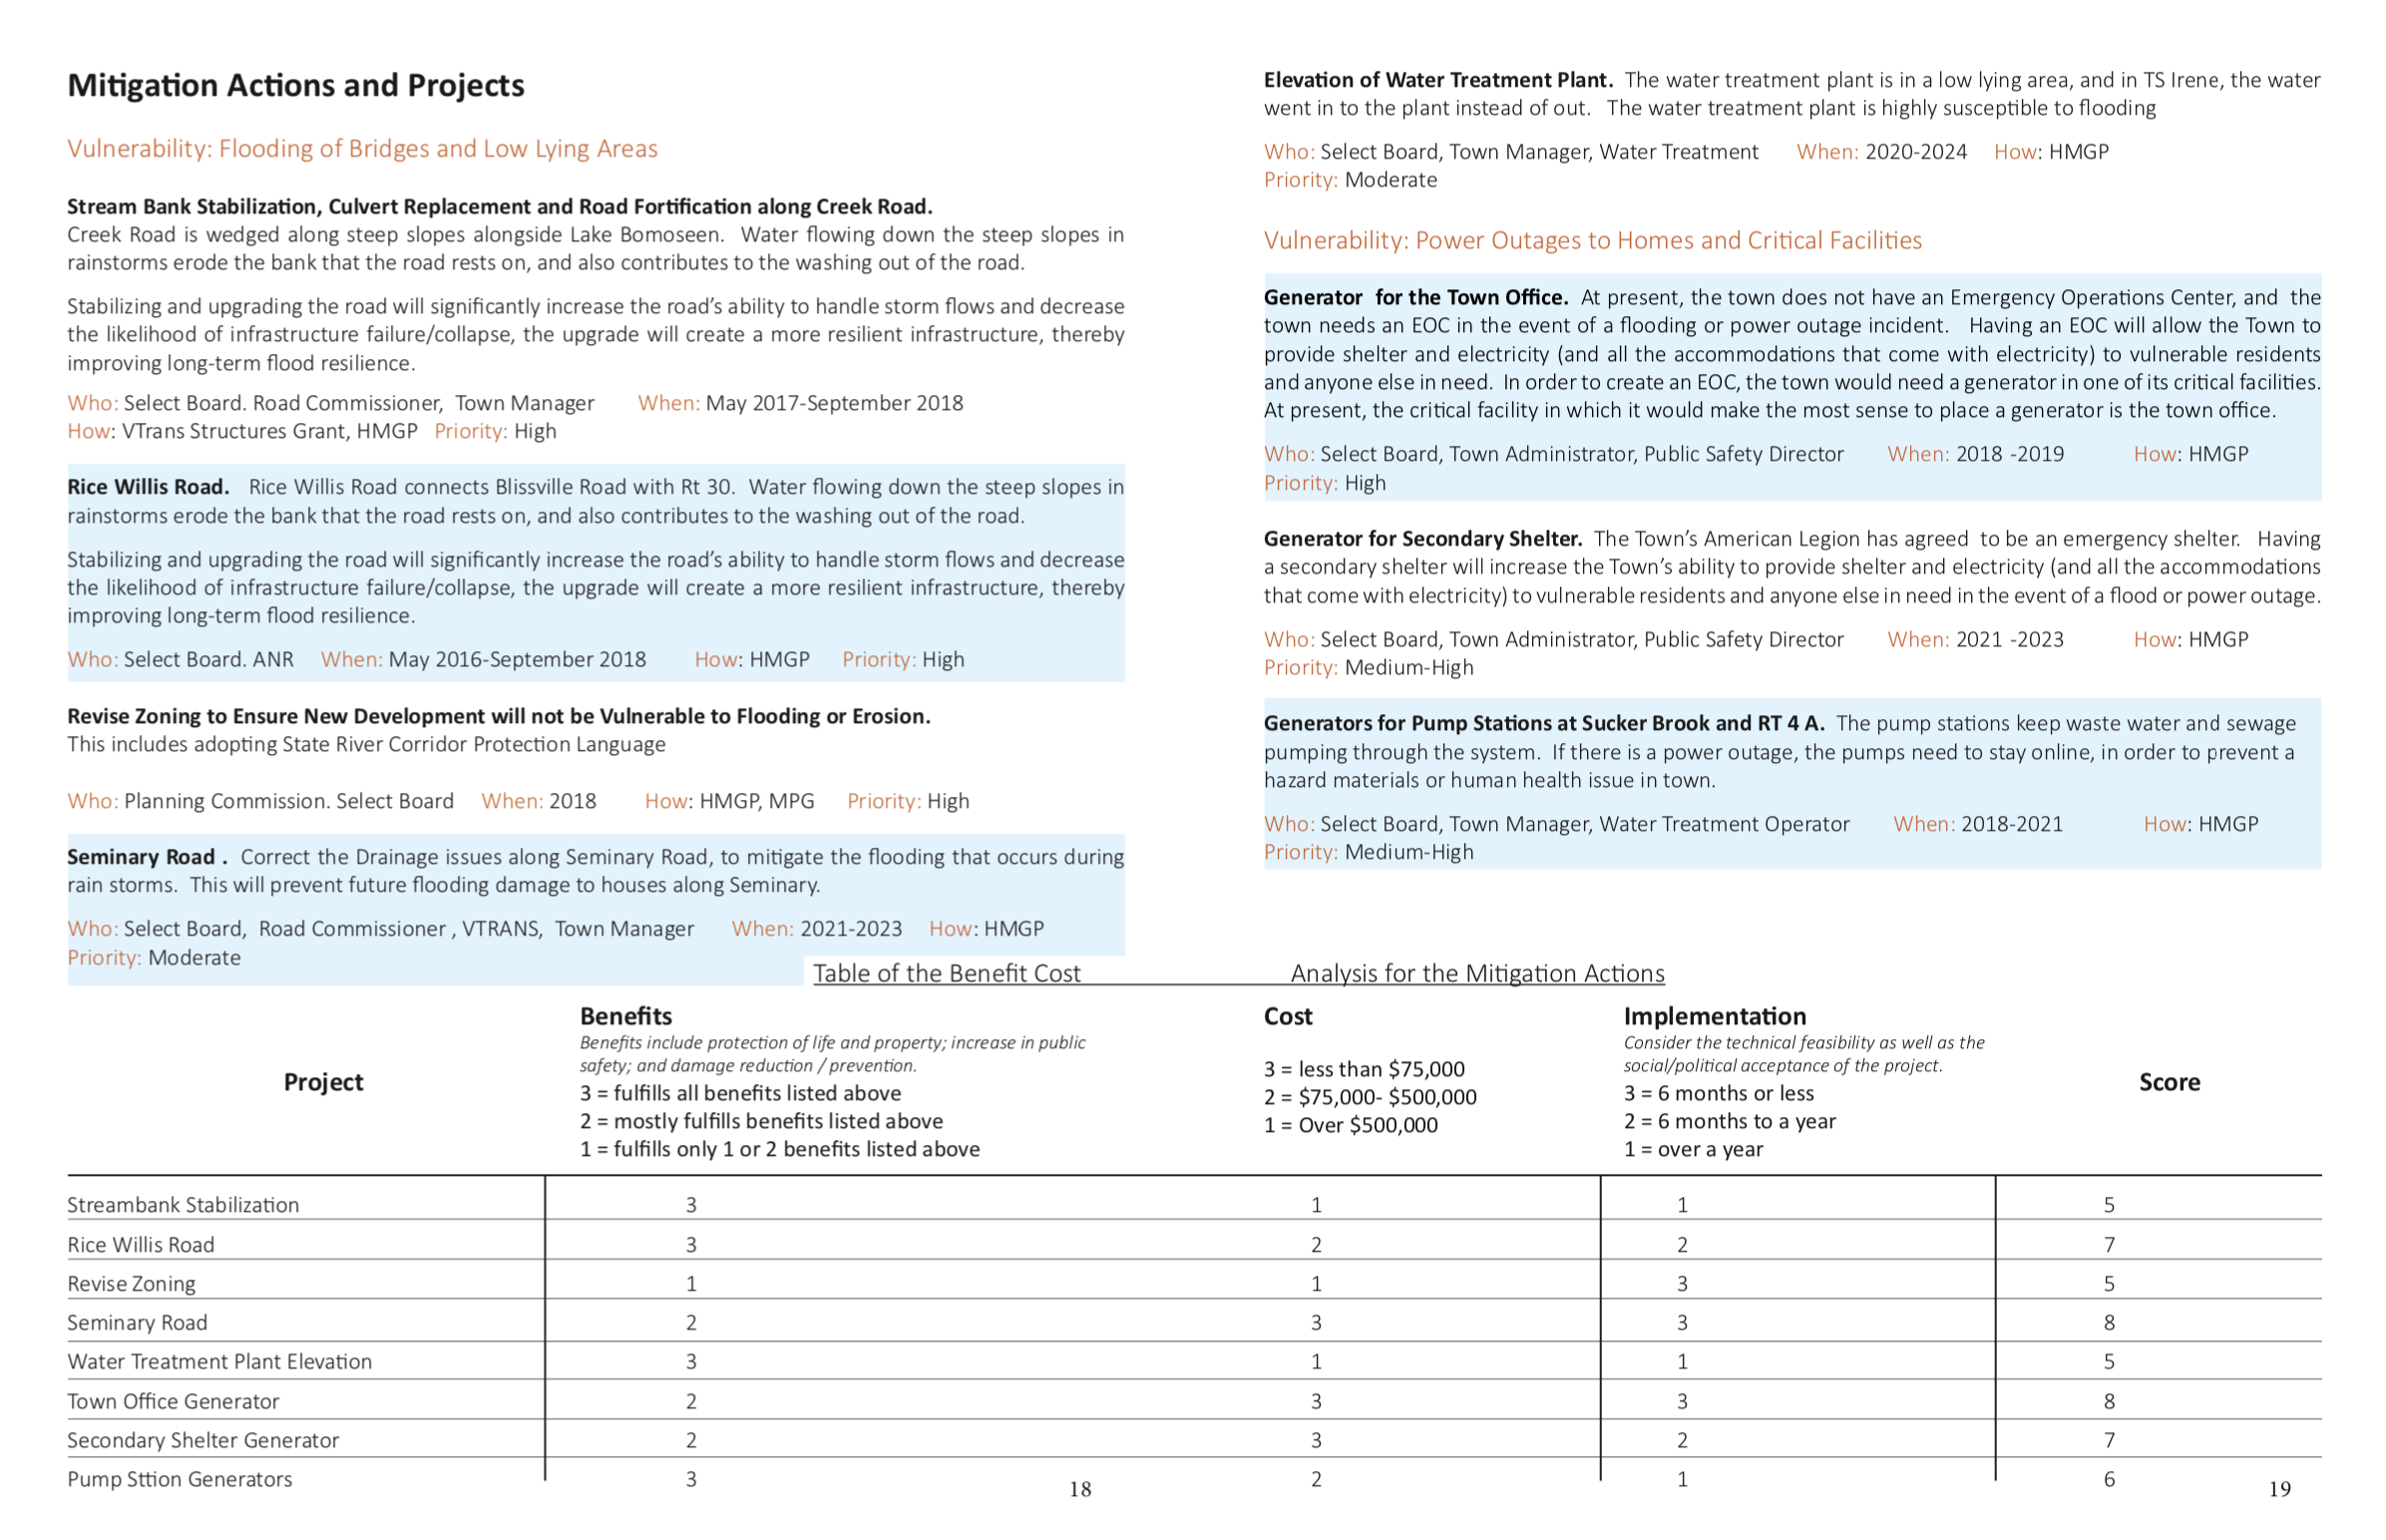 Mitigation Actions and Projects
Vulnerability: Flooding of Bridges and Low Lying Areas
Stream Bank Stabilization, Culvert Replacement and Road Fortification along Creek Road.
Creek Road is wedged along steep slopes alongside Lake Bomoseen. Water flowing down the steep slopes in
rainstorms erode the bank that the road rests on, and also contributes to the washing out of the road.
Stabilizing and upgrading the road will significantly increase the road's ability to handle storm flows and decrease
the likelihood of infrastructure failure/collapse, the upgrade will create a more resilient infrastructure, thereby
improving long-term flood resilience.
Who: Select Board. Road Commissioner, Town Manager When: May 2017-September 2018
How: VTrans Structures Grant, HMGP Priority: High
Rice Willis Road. Rice Willis Road connects Blissville Road with Rt 30. Water flowing down the steep slopes in
rainstorms erode the bank that the road rests on, and also contributes to the washing out of the road.
Stabilizing and upgrading the road will significantly increase the road's ability to handle storm flows and decrease
the likelihood of infrastructure failure/collapse, the upgrade will create a more resilient infrastructure, thereby
improving long-term flood resilience.
Who: Select Board. ANR When: May 2016-September 2018 How: HMGP Priority: High
Revise Zoning to Ensure New Development will not be Vulnerable to Flooding or Erosion.
This includes adopting State River Corridor Protection Language
Who: Planning Commission. Select Board When: 2018 How: HMGP, MPG Priority: High
Seminary Road . Correct the Drainage issues along Seminary Road, to mitigate the flooding that occurs during
rain storms. This will prevent future flooding damage to houses along Seminary.
Who: Select Board, Road Commissioner , VTRANS, Town Manager When: 2021-2023 How: HMGP
Priority: Moderate
Elevation of Water Treatment Plant. The water treatment plant is in a low lying area, and in TS Irene, the water
went in to the plant instead of out. The water treatment plant is highly susceptible to flooding
Who: Select Board, Town Manager, Water Treatment When: 2020-2024 How: HMGP
Priority: Moderate
Vulnerability: Power Outages to Homes and Critical Facilities
Generator for the Town Office. At present, the town does not have an Emergency Operations Center, and the
town needs an EOC in the event of a flooding or power outage incident. Having an EOC will allow the Town to
provide shelter and electricity (and all the accommodations that come with electricity) to vulnerable residents
and anyone else in need. In order to create an EOC, the town would need a generator in one of its critical facilities.
At present, the critical facility in which it would make the most sense to place a generator is the town office.
Who: Select Board, Town Administrator, Public Safety Director When: 2018 -2019 How: HMGP
Priority: High
Generator for Secondary Shelter. The Town's American Legion has agreed to be an emergency shelter. Having
a secondary shelter will increase the Town's ability to provide shelter and electricity (and all the accommodations
that come with electricity) to vulnerable residents and anyone else in need in the event of a flood or power outage.
Who: Select Board, Town Administrator, Public Safety Director When: 2021 -2023 How: HMGP
Priority: Medium-High
Generators for Pump Stations at Sucker Brook and RT 4 A. The pump stations keep waste water and sewage
pumping through the system. If there is a power outage, the pumps need to stay online, in order to prevent a
hazard materials or human health issue in town.
Who: Select Board, Town Manager, Water Treatment Operator When: 2018-2021 How: HMGP
Priority: Medium-High
Table of the Benefit Cost Analysis for the Mitigation Actions
Project
Benefits
Benefits include protection of life and property; increase in public
safety; and damage reduction / prevention.
3 = fulfills all benefits listed above
2 = mostly fulfills benefits listed above
1 = fulfills only 1 or 2 benefits listed above
Cost
3 = less than $75,000
2 = $75,000- $500,000
1 = Over $500,000
Implementation
Consider the technical feasibility as well as the
social/political acceptance of the project.
3 = 6 months or less
2 = 6 months to a year
1 = over a year
Score
Streambank Stabilization 3 1 1 5
Rice Willis Road 3 2 2 7
Revise Zoning 1 1 3 5
Seminary Road 2 3 3 8
Water Treatment Plant Elevation 3 1 1 5
Town Office Generator 2 3 3 8
Secondary Shelter Generator 2 3 2 7
Pump Sttion Generators 3 2 1 6
18
19